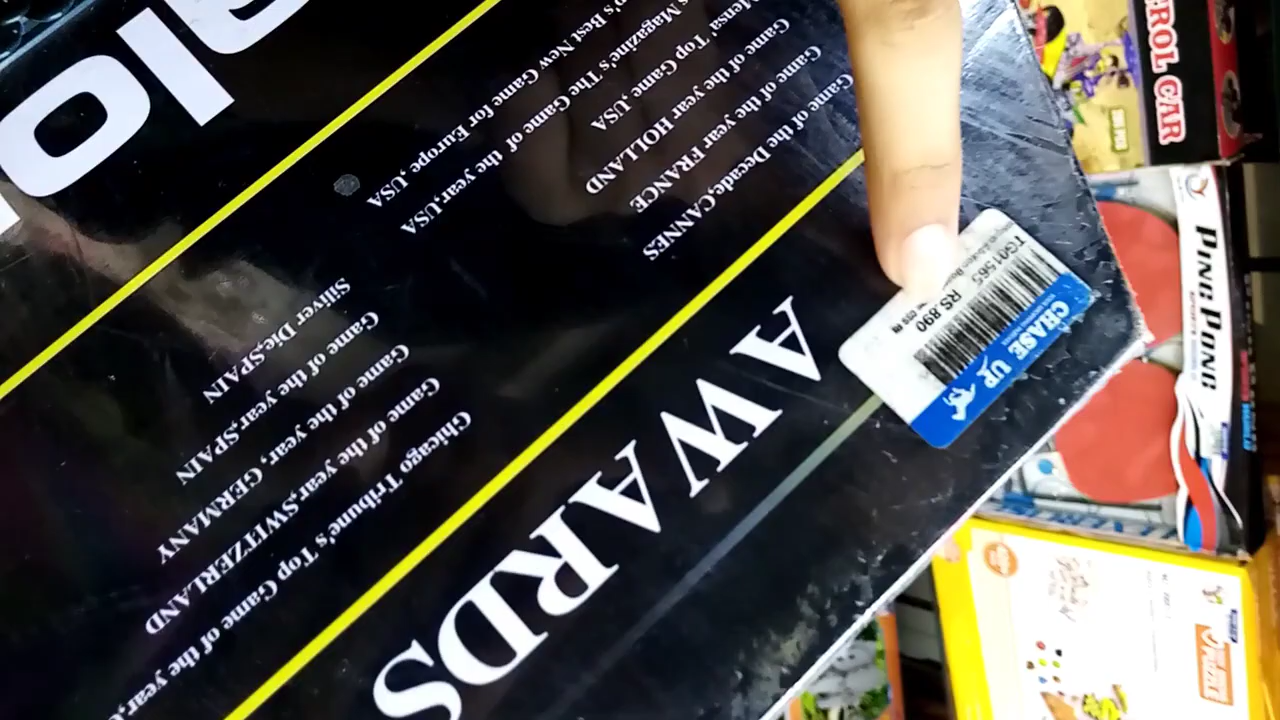 AWARDS
Game of the Decade,CANNES
Game of the year FRANCE
Game of the year HOLLAND
Mensa' Top Game ,USA
Magazine's The Game of the year,USA
Best New Game for Europe ,USA
Chicago Tribune's Top Game of the year,
Game of the year,SWITZERLAND
Game of the year, GERMANY
Game of the year,SPAIN
Siliver Die,SPAIN
CHASE UP
TG01565 RS 890
ROL CAR
PING PONG